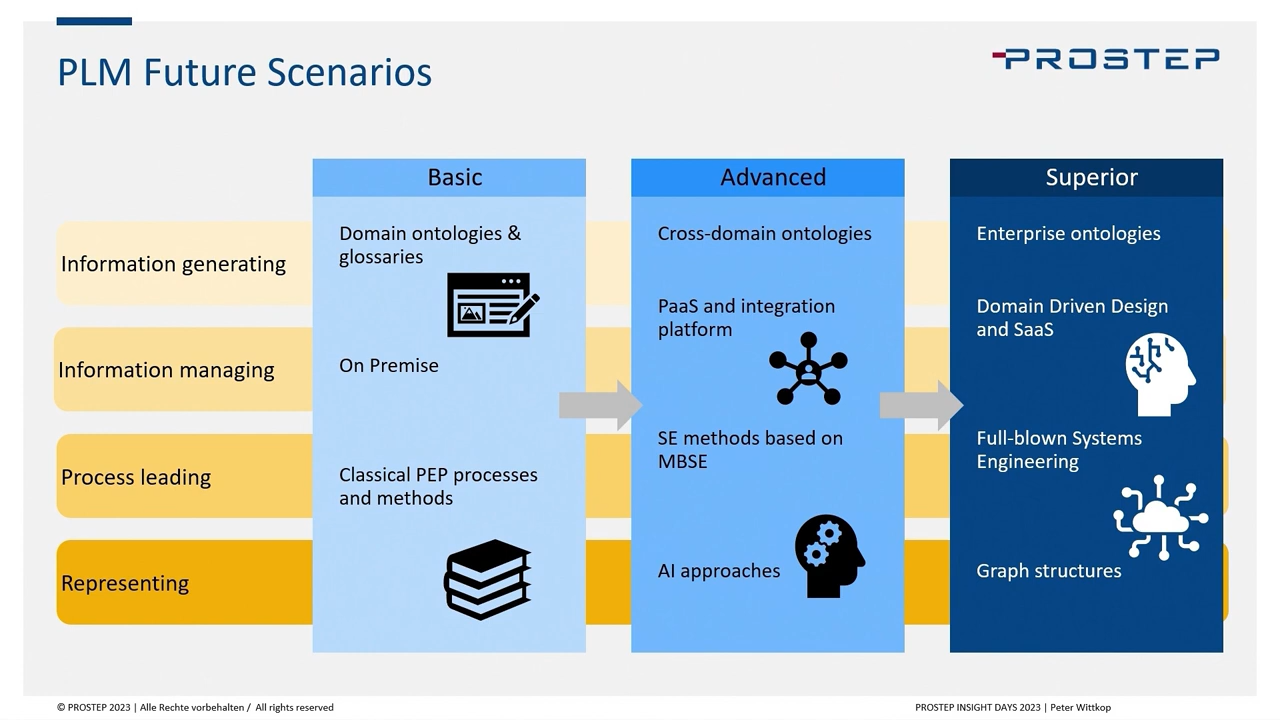 PLM Future Scenarios
PROSTEP
Basic
Advanced
Superior
Information generating
Information managing
Process leading
Representing
Domain ontologies &
glossaries
On Premise
Classical PEP processes
and methods
Cross-domain ontologies
PaaS and integration
platform
SE methods based on
MBSE
AI approaches
Enterprise ontologies
Domain Driven Design
and SaaS
Full-blown Systems
Engineering
Graph structures
© PROSTEP 2023 | Alle Rechte vorbehalten / All rights reserved
PROSTEP INSIGHT DAYS 2023 | Peter Wittkop